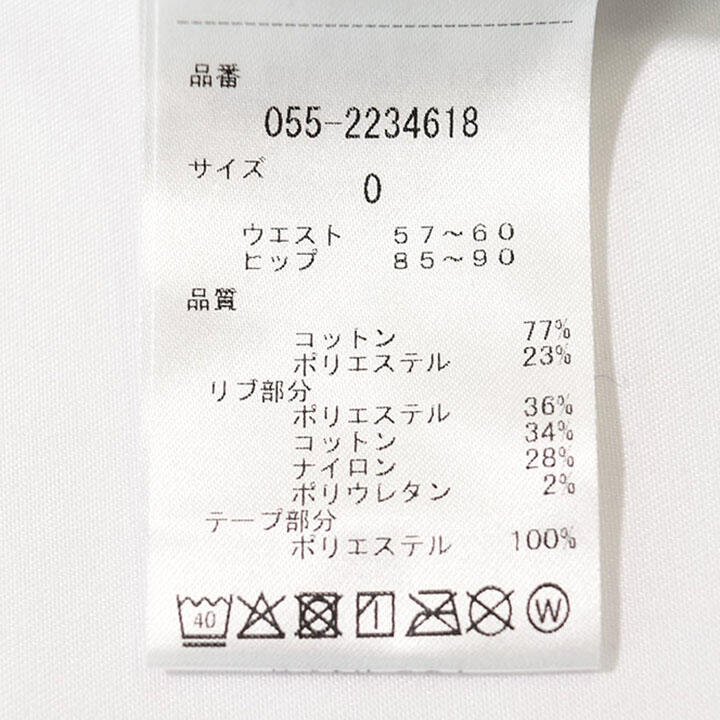 品番
055-2234618
サイズ
0
ウエスト 57～60
ヒップ 85～90
品質
コットン 77%
ポリエステル 23%
リブ部分
ポリエステル 36%
コットン 34%
ナイロン 28%
ポリウレタン 2%
テープ部分
ポリエステル 100%
40 W